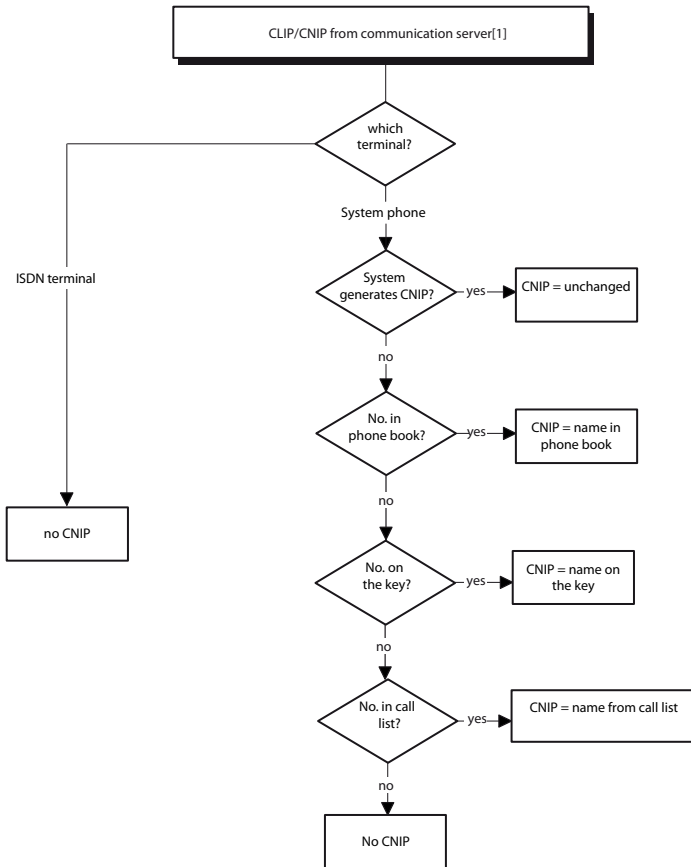 CLIP/CNIP from communication server[1]
which
terminal?
System phone
ISDN terminal
System
generates CNIP?
yes
CNIP = unchanged
no
No. in
phone book?
yes
CNIP = name in
phone book
no
no CNIP
No. on
the key?
yes
CNIP = name on
the key
no
No. in call
list?
yes
CNIP = name from call list
no
No CNIP